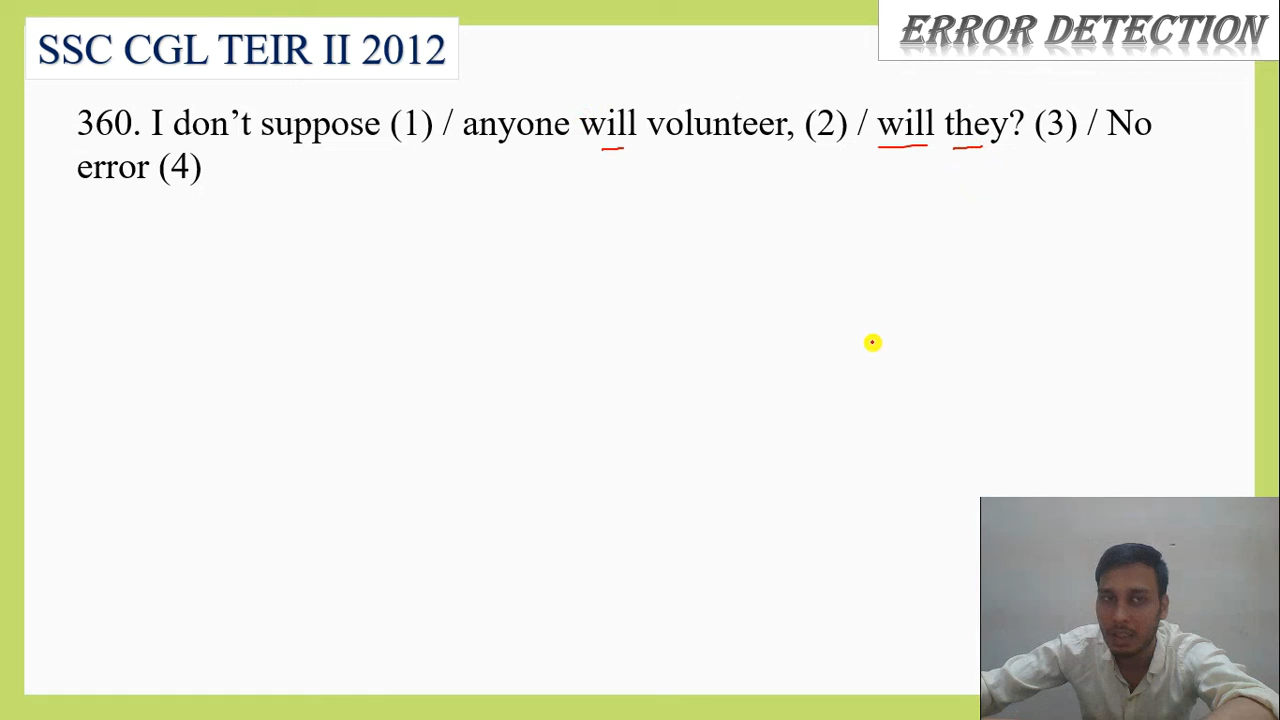 SSC CGL TEIR II 2012
ERROR DETECTION
360. I don’t suppose (1) / anyone will volunteer, (2) / will they? (3) / No
error (4)